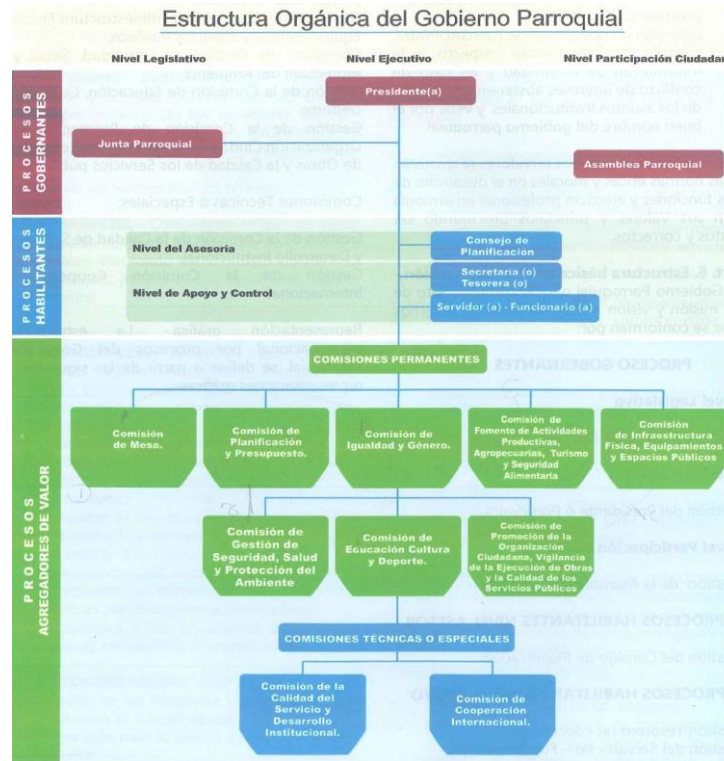 Estructura Orgánica del Gobierno Parroquial
Nivel Legislativo
Nivel Ejecutivo
Nivel Participación Ciudadan
PROCESOS
GOBERNANTES
Presidente(a)
Junta Parroquial
Asamblea Parroquial
PROCESOS
HABILITANTES
Nivel del Asesoría
Consejo de
Planificación
Secretaria (o)
Tesorera (o)
Nivel de Apoyo y Control
Servidor (a) - Funcionario (a)
PROCESOS
AGREGADORES DE VALOR
COMISIONES PERMANENTES
Comisión
de Mesa.
Comisión de
Planificación
y Presupuesto.
Comisión de
Igualdad y Género.
Comisión de
Fomento de Actividades
Productivas,
Agropecuarias, Turismo
y Seguridad
Alimentaria
Comisión
de Infraestructura
Física, Equipamientos
y Espacios Públicos
Comisión de
Gestión de
Seguridad, Salud
y Protección del
Ambiente
Comisión de
Educación Cultura
y Deporte.
Comisión de
Promoción de la
Organización
Ciudadana, Vigilancia
de la Ejecución de Obras
y la Calidad de los
Servicios Públicos
COMISIONES TÉCNICAS O ESPECIALES
Comisión de la
Calidad del
Servicio y
Desarrollo
Institucional.
Comisión de
Cooperación
Internacional.